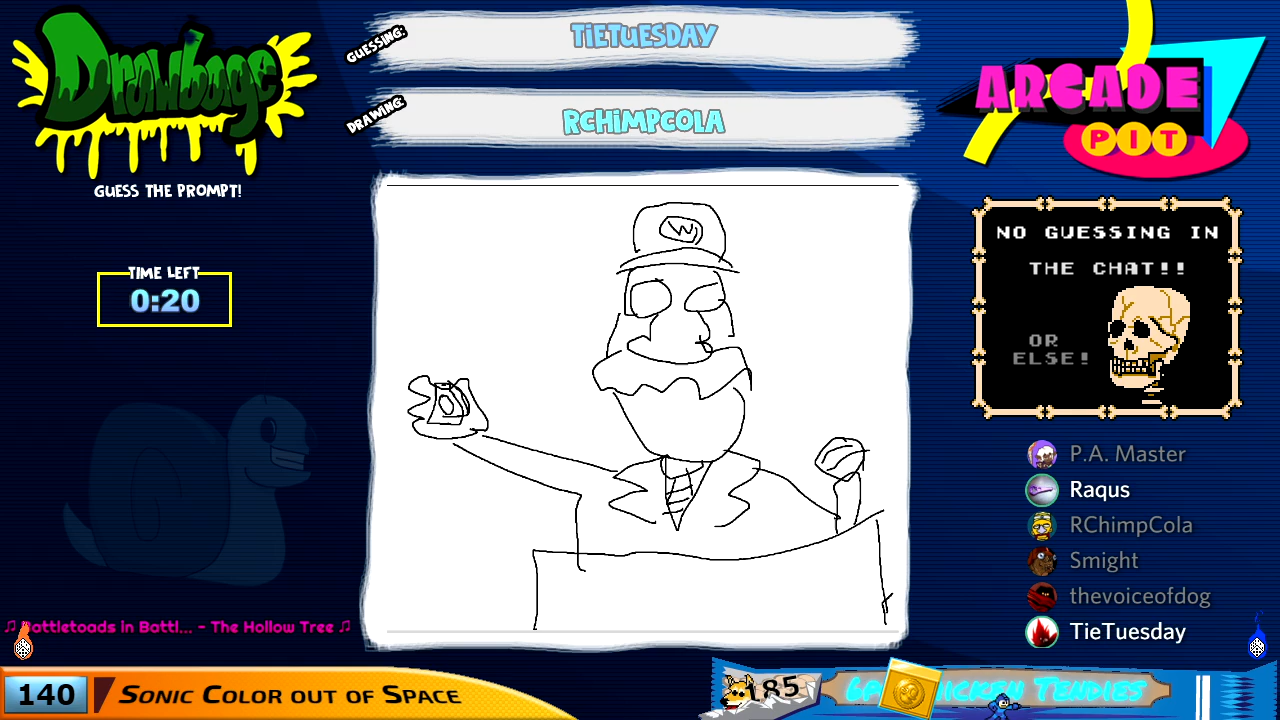 Drawbage
GUESS THE PROMPT!
TIME LEFT
0:20
GUESSING:
TIETUESDAY
DRAWING:
RCHIMPCOLA
W
ARCADE
PIT
NO GUESSING IN
THE CHAT!!
OR
ELSE!
P.A. Master
Raqus
RChimpCola
Smight
thevoiceofdog
TieTuesday
♫ Battletoads in Battl... - The Hollow Tree ♫
140
SONIC COLOR OUT OF SPACE
185
TENDIES